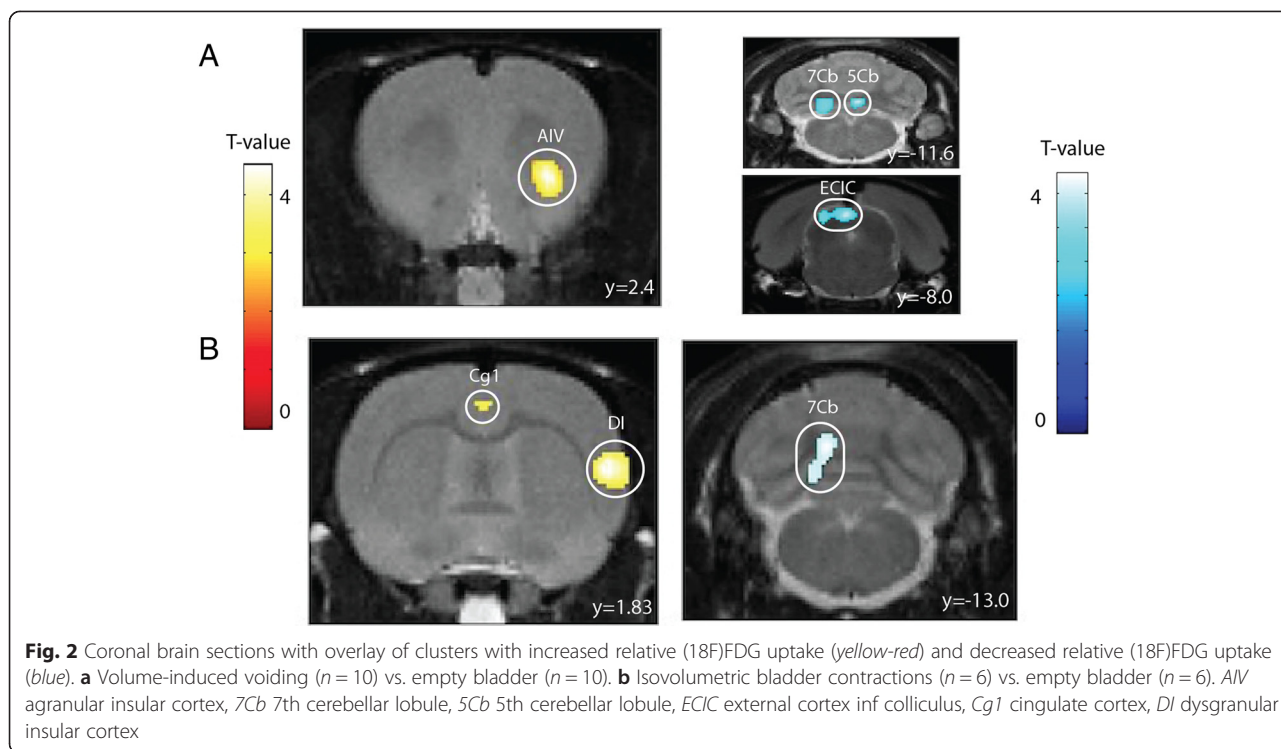 A
T-value
4
0
AIV
y=2.4
7Cb 5Cb
y=-11.6
ECIC
y=-8.0
T-value
4
0
B
Cg1
DI
y=1.83
7Cb
y=-13.0
Fig. 2 Coronal brain sections with overlay of clusters with increased relative (18F)FDG uptake (yellow-red) and decreased relative (18F)FDG uptake
(blue). a Volume-induced voiding (n = 10) vs. empty bladder (n = 10). b Isovolumetric bladder contractions (n = 6) vs. empty bladder (n = 6). AIV
agranular insular cortex, 7Cb 7th cerebellar lobule, 5Cb 5th cerebellar lobule, ECIC external cortex inf colliculus, Cg1 cingulate cortex, DI dysgranular
insular cortex